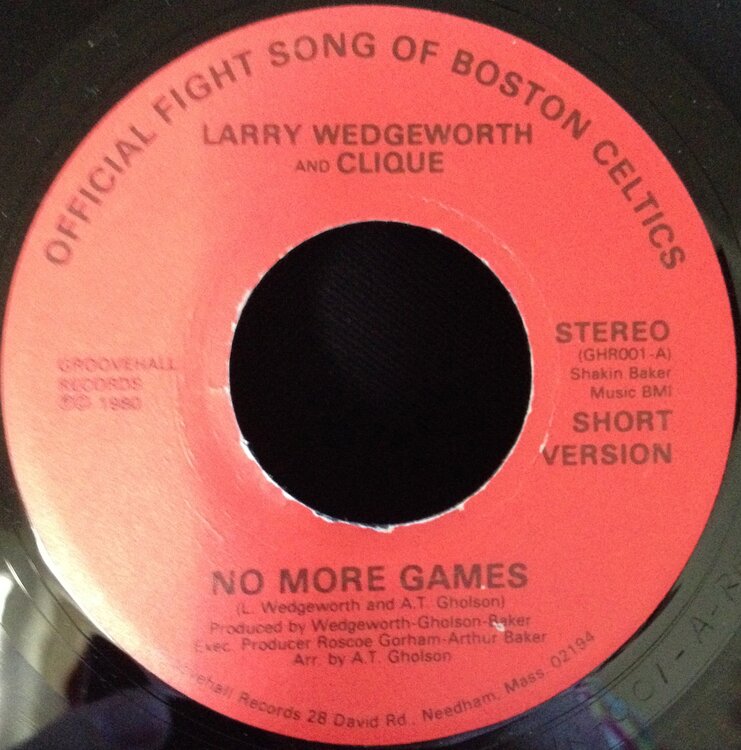 OFFICIAL FIGHT SONG OF BOSTON CELTICS
LARRY WEDGEWORTH
AND CLIQUE
GROOVEHALL
RECORDS
℗© 1980
STEREO
(GHR001-A)
Shakin Baker
Music BMI
SHORT
VERSION
NO MORE GAMES
(L. Wedgeworth and A.T. Gholson)
Produced by Wedgeworth-Gholson-Baker
Exec. Producer Roscoe Gorham-Arthur Baker
Arr. by A.T. Gholson
Records 28 David Rd., Needham, Mass. 02194